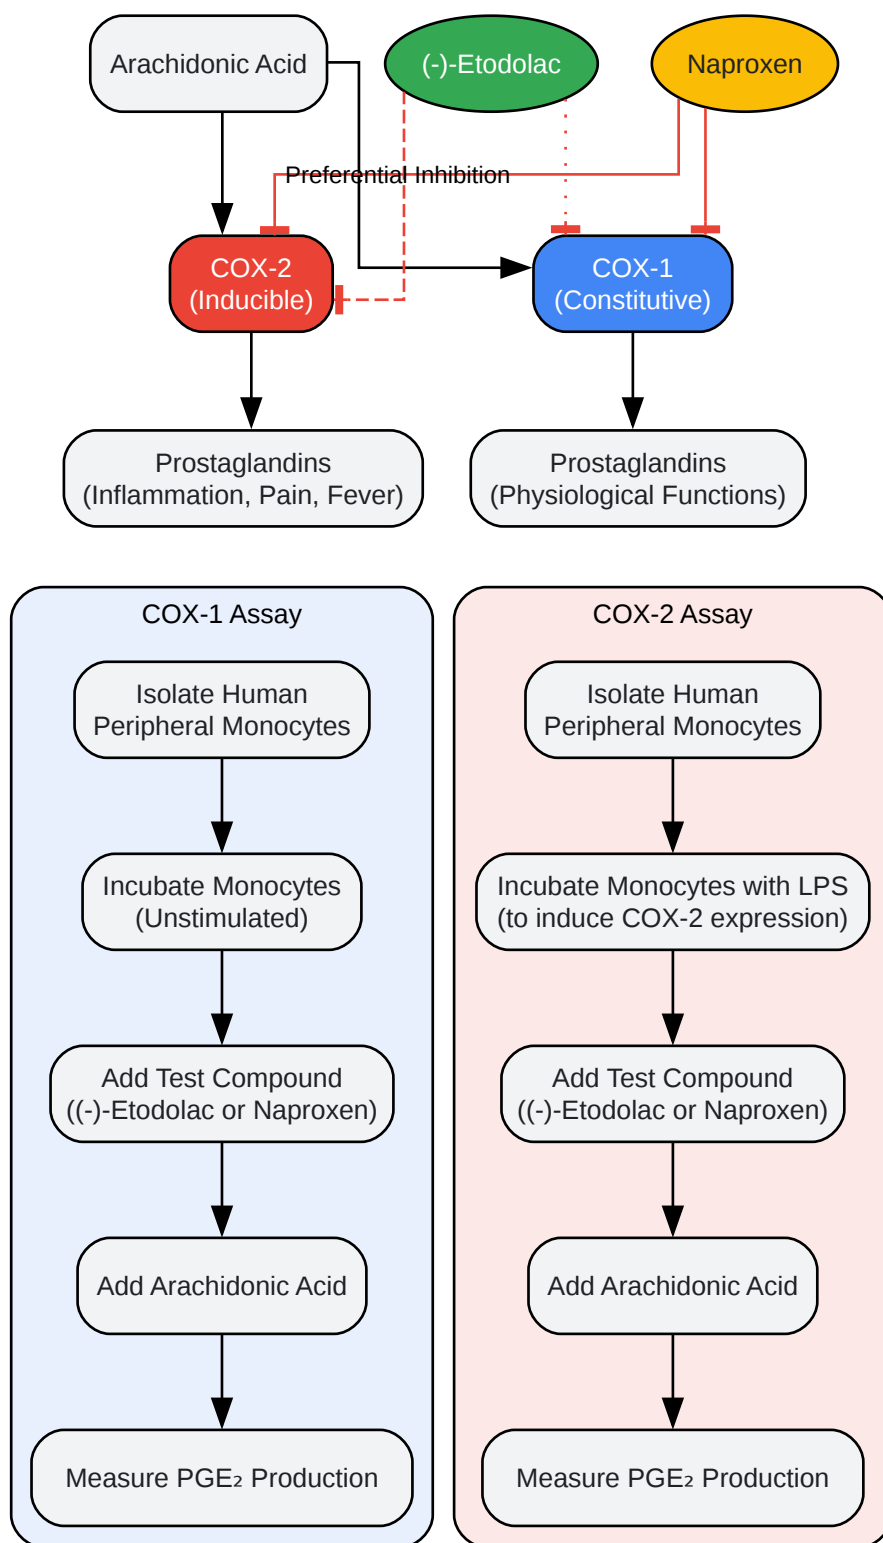 Arachidonic Acid
(-)-Etodolac
Naproxen
Preferential Inhibition
COX-2
(Inducible)
COX-1
(Constitutive)
Prostaglandins
(Inflammation, Pain, Fever)
Prostaglandins
(Physiological Functions)
COX-1 Assay
Isolate Human
Peripheral Monocytes
Incubate Monocytes
(Unstimulated)
Add Test Compound
((-)-Etodolac or Naproxen)
Add Arachidonic Acid
Measure PGE₂ Production
COX-2 Assay
Isolate Human
Peripheral Monocytes
Incubate Monocytes with LPS
(to induce COX-2 expression)
Add Test Compound
((-)-Etodolac or Naproxen)
Add Arachidonic Acid
Measure PGE₂ Production